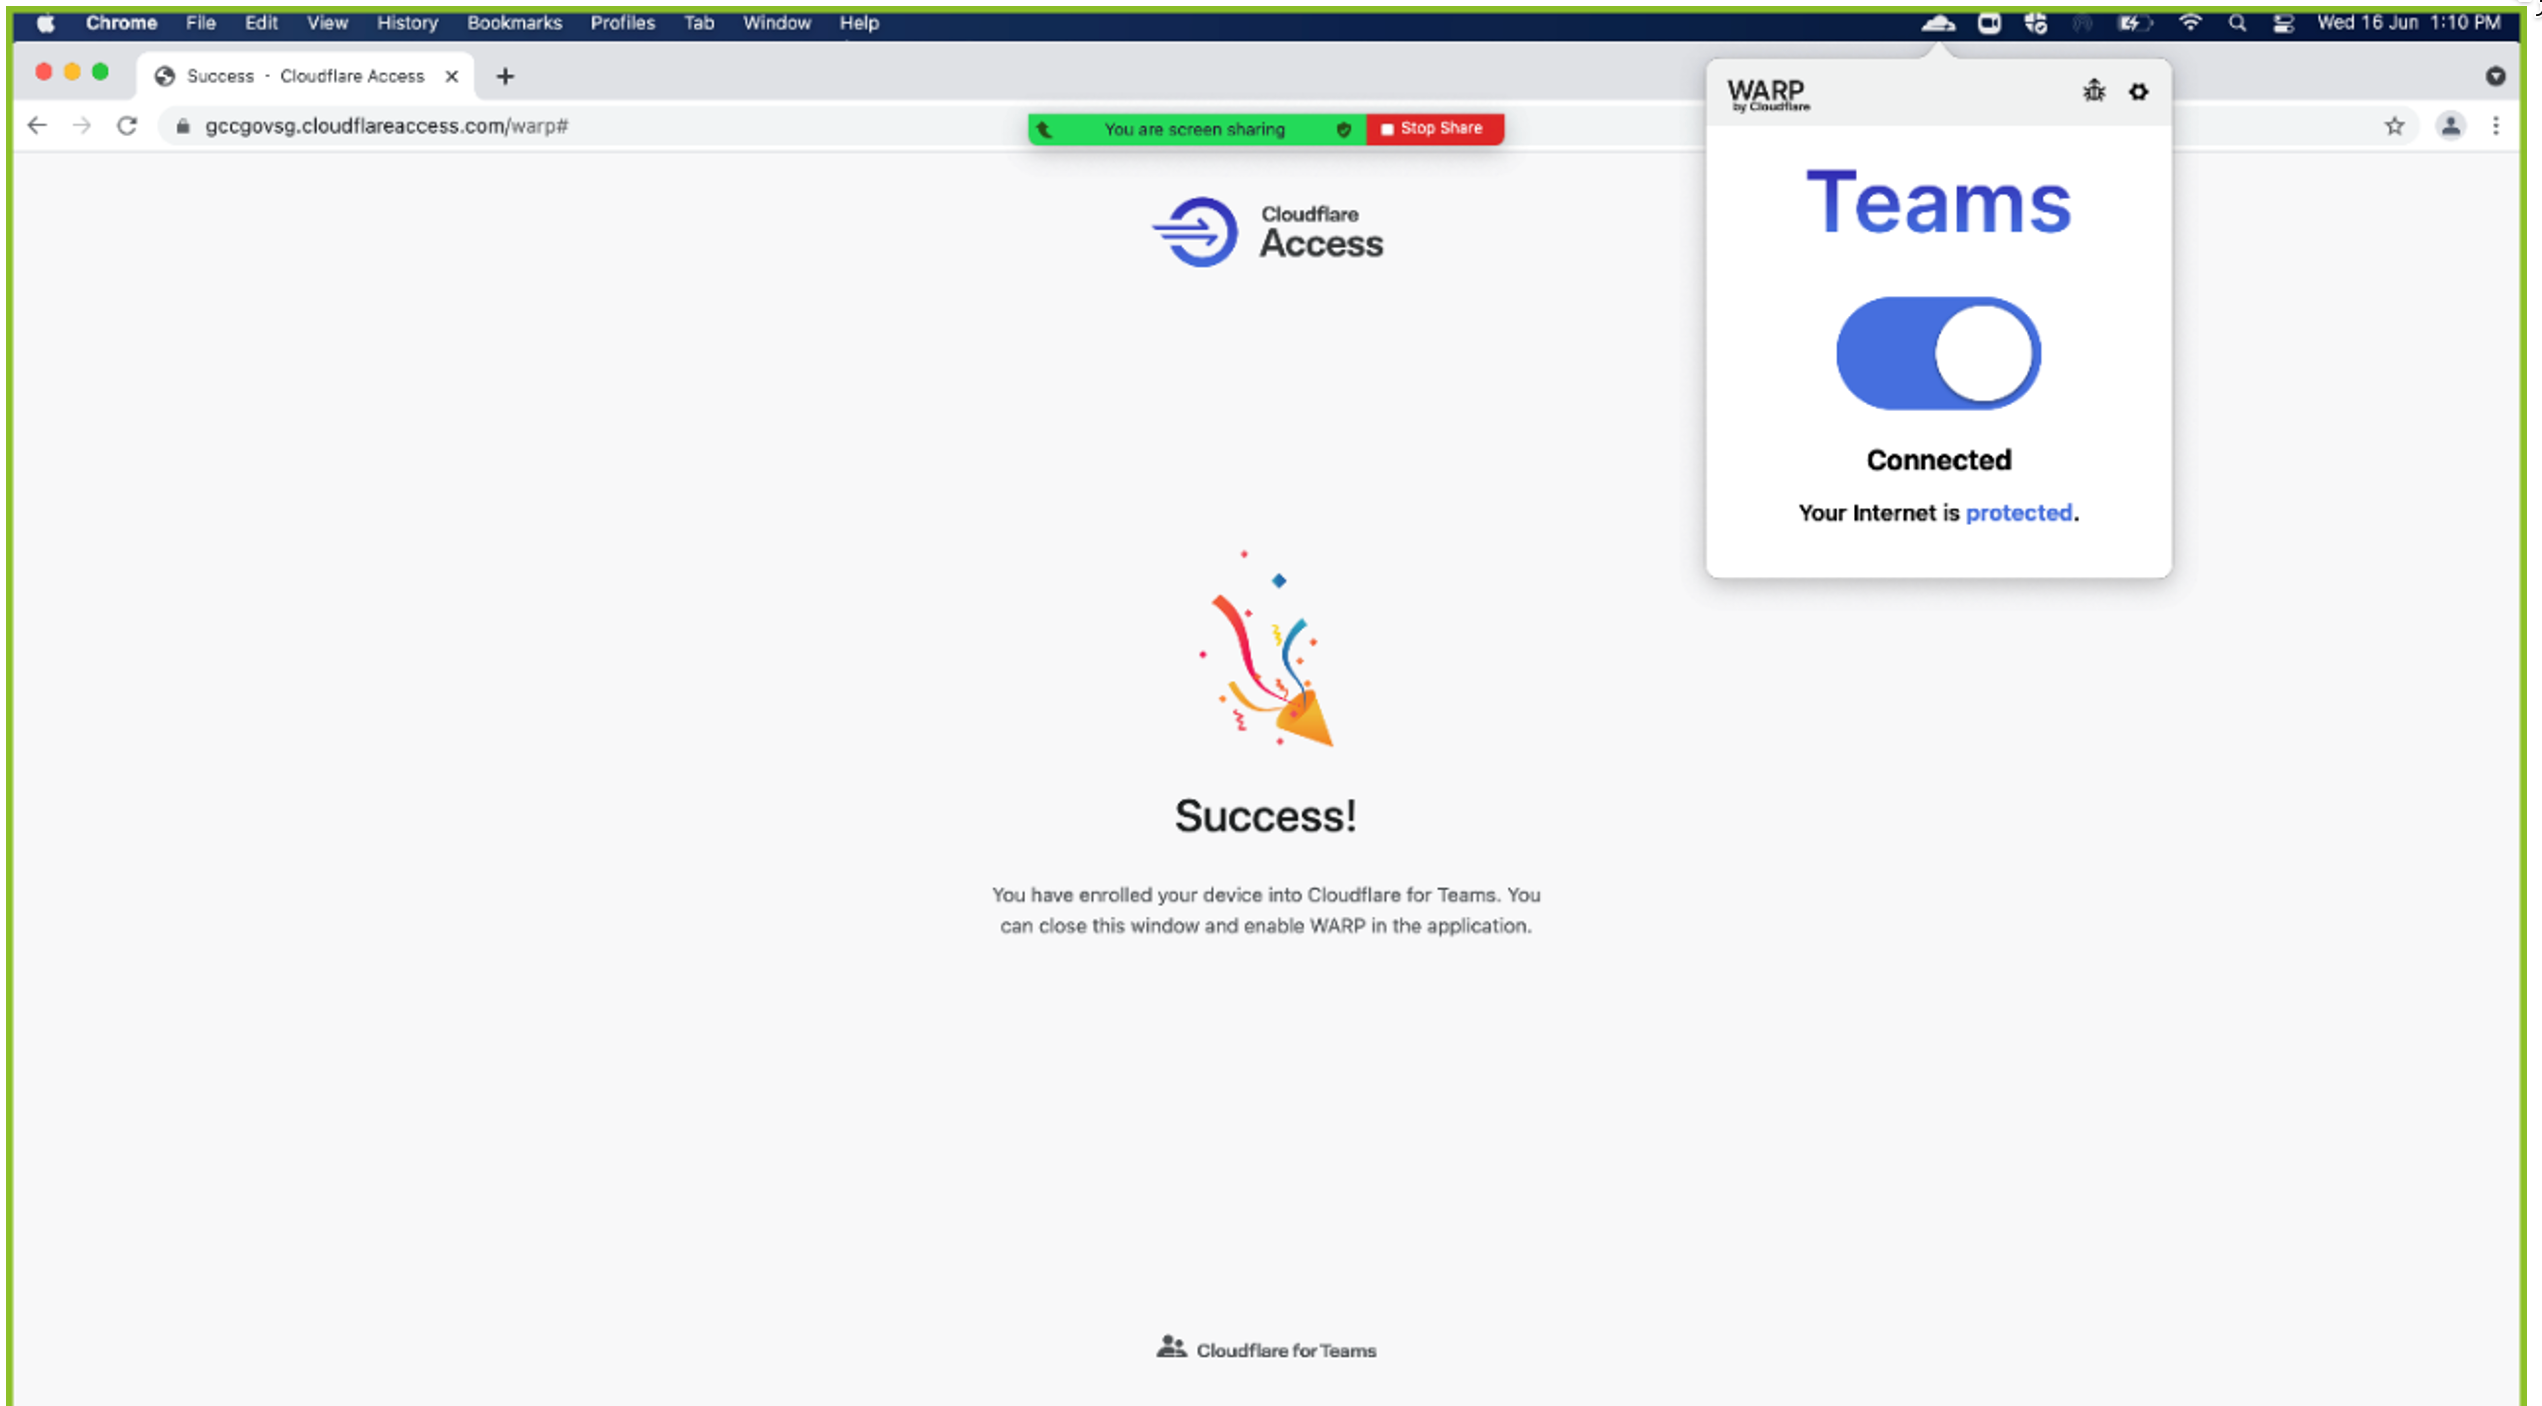 Chrome File Edit View History Bookmarks Profiles Tab Window Help Wed 16 Jun 1:10 PM
Success - Cloudflare Access
gccgovsg.cloudflareaccess.com/warp#
You are screen sharing Stop Share
WARP
by Cloudflare
Teams
Connected
Your Internet is protected.
Cloudflare
Access
Success!
You have enrolled your device into Cloudflare for Teams. You
can close this window and enable WARP in the application.
Cloudflare for Teams